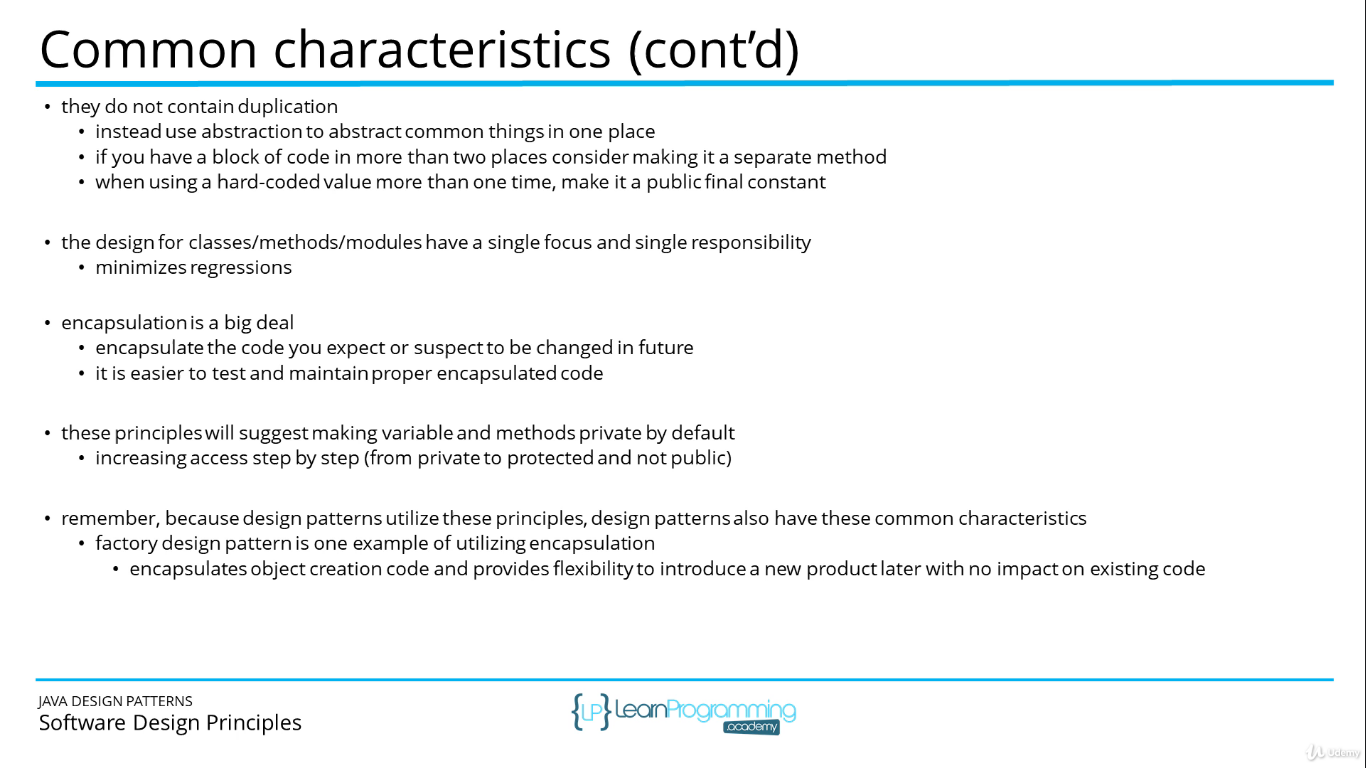 Common characteristics (cont’d)
• they do not contain duplication
• instead use abstraction to abstract common things in one place
• if you have a block of code in more than two places consider making it a separate method
• when using a hard-coded value more than one time, make it a public final constant
• the design for classes/methods/modules have a single focus and single responsibility
• minimizes regressions
• encapsulation is a big deal
• encapsulate the code you expect or suspect to be changed in future
• it is easier to test and maintain proper encapsulated code
• these principles will suggest making variable and methods private by default
• increasing access step by step (from private to protected and not public)
• remember, because design patterns utilize these principles, design patterns also have these common characteristics
• factory design pattern is one example of utilizing encapsulation
• encapsulates object creation code and provides flexibility to introduce a new product later with no impact on existing code
JAVA DESIGN PATTERNS
Software Design Principles
{LP} LearnProgramming
.academy
Udemy